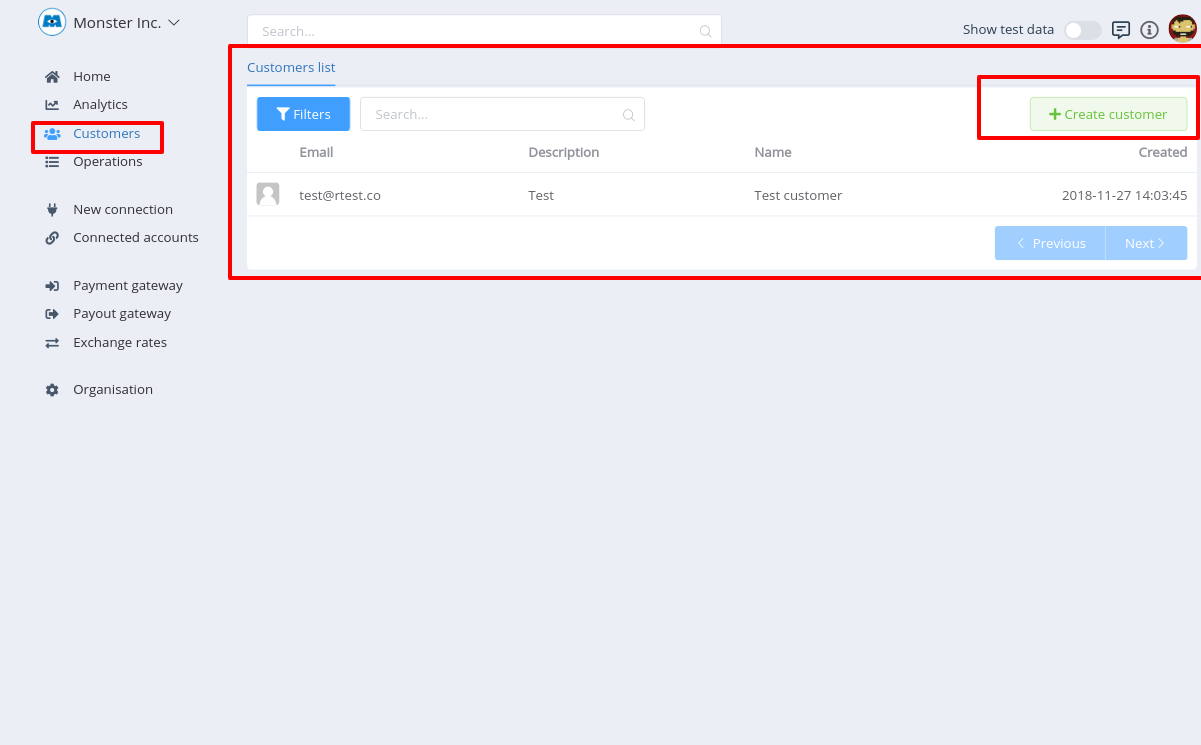 Monster Inc.
Search...
Show test data
Home
Analytics
Customers
Operations
New connection
Connected accounts
Payment gateway
Payout gateway
Exchange rates
Organisation
Customers list
Filters
Search...
Create customer
Email Description Name Created
test@rtest.co Test Test customer 2018-11-27 14:03:45
Previous Next